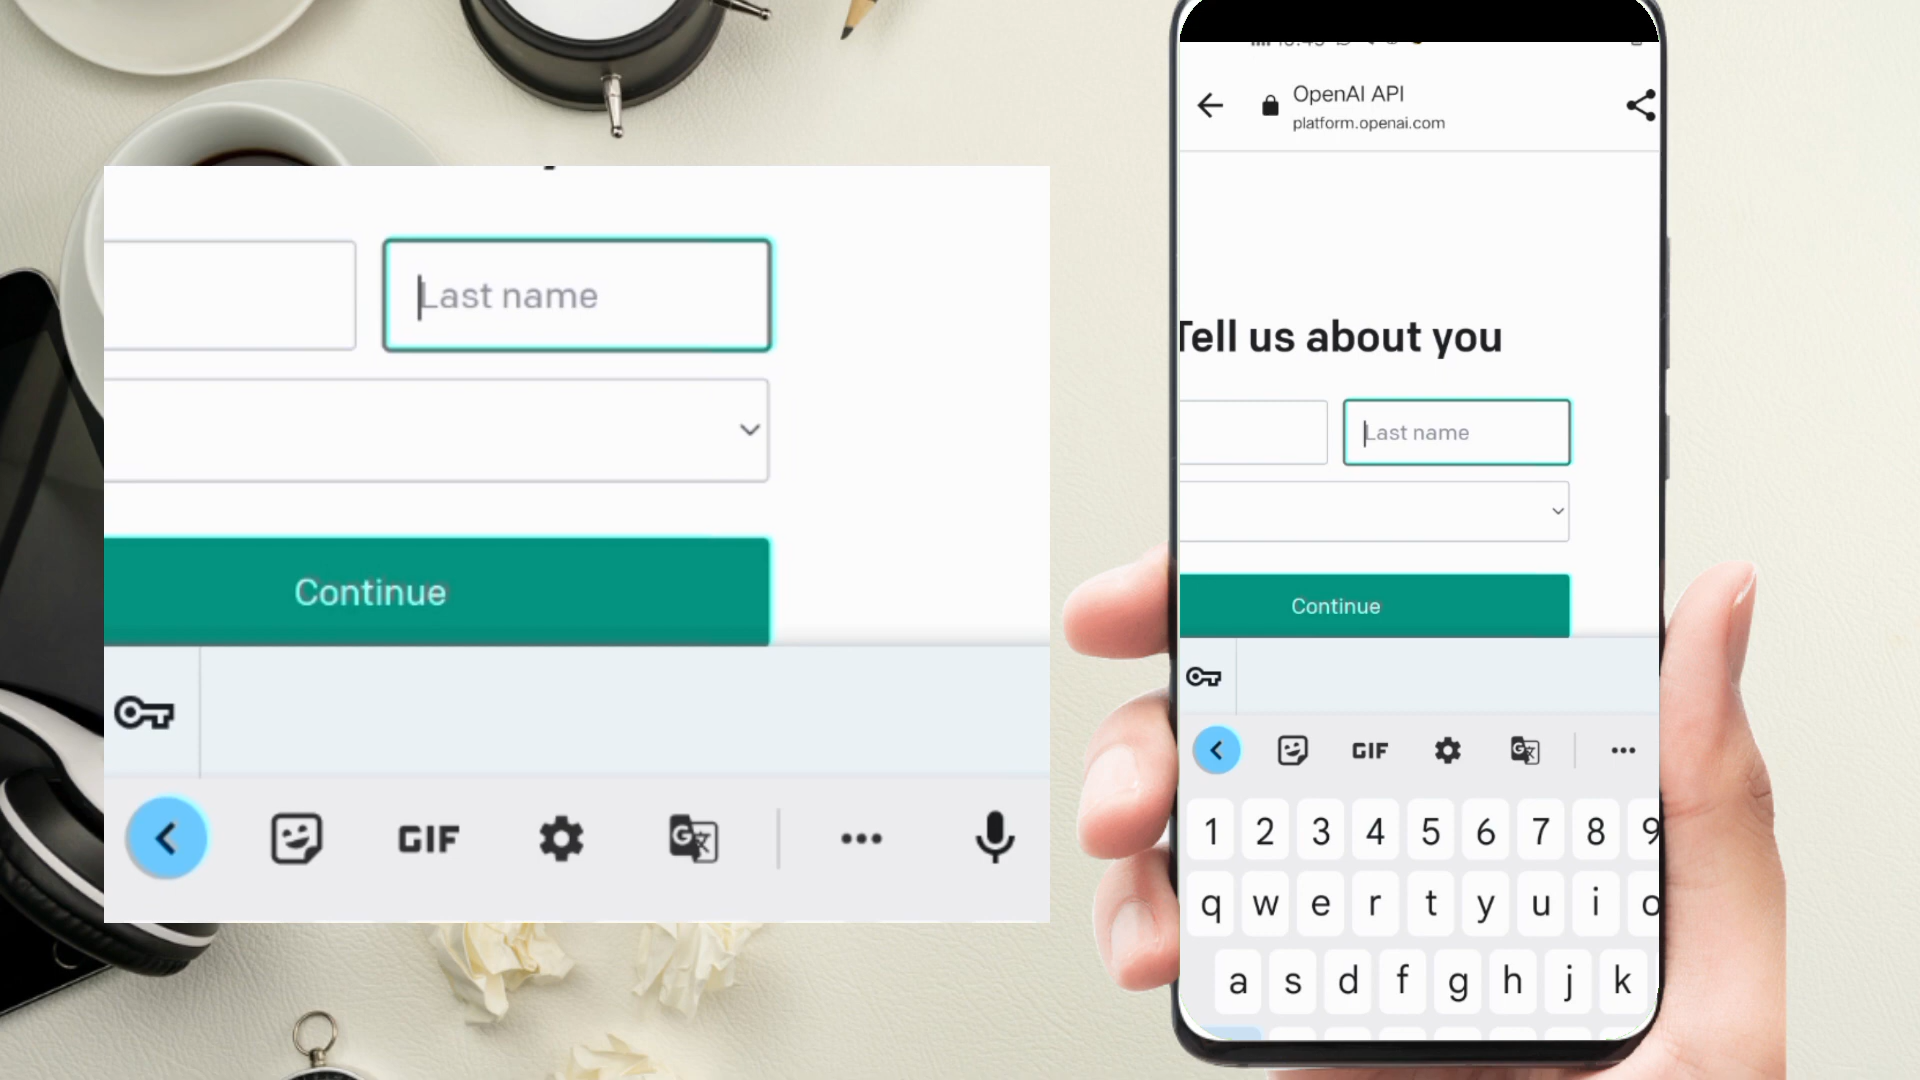 Last name
Continue
GIF
OpenAI API
platform.openai.com
Tell us about you
Last name
Continue
GIF
1 2 3 4 5 6 7 8 9
q w e r t y u i o
a s d f g h j k